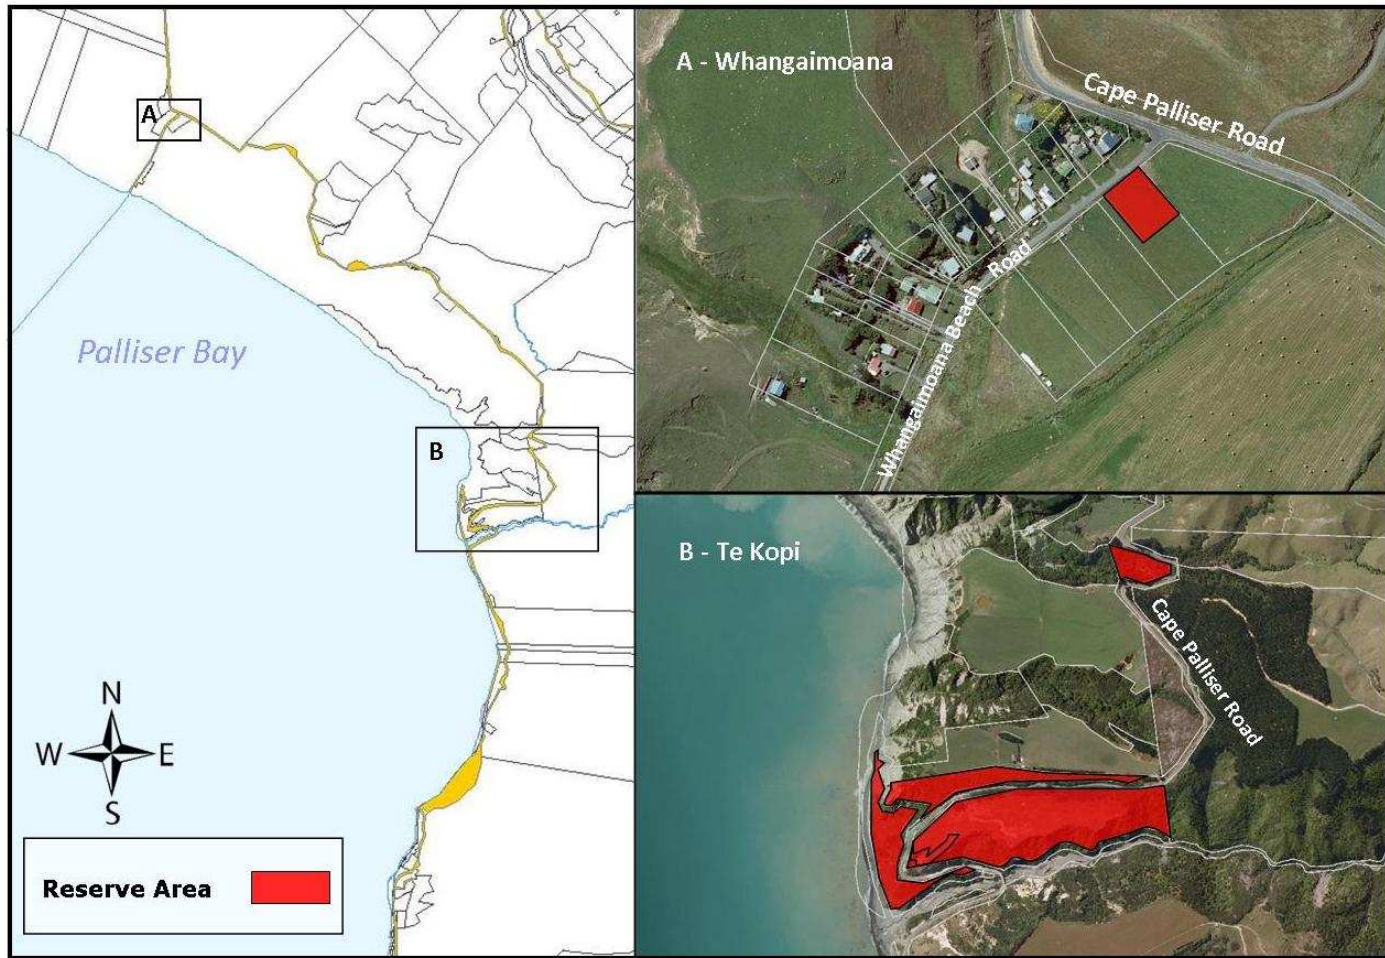 A
B
Palliser Bay
N
W E
S
Reserve Area
A - Whangaimoana
Cape Palliser Road
Whangaimoana Beach Road
B - Te Kopi
Cape Palliser Road